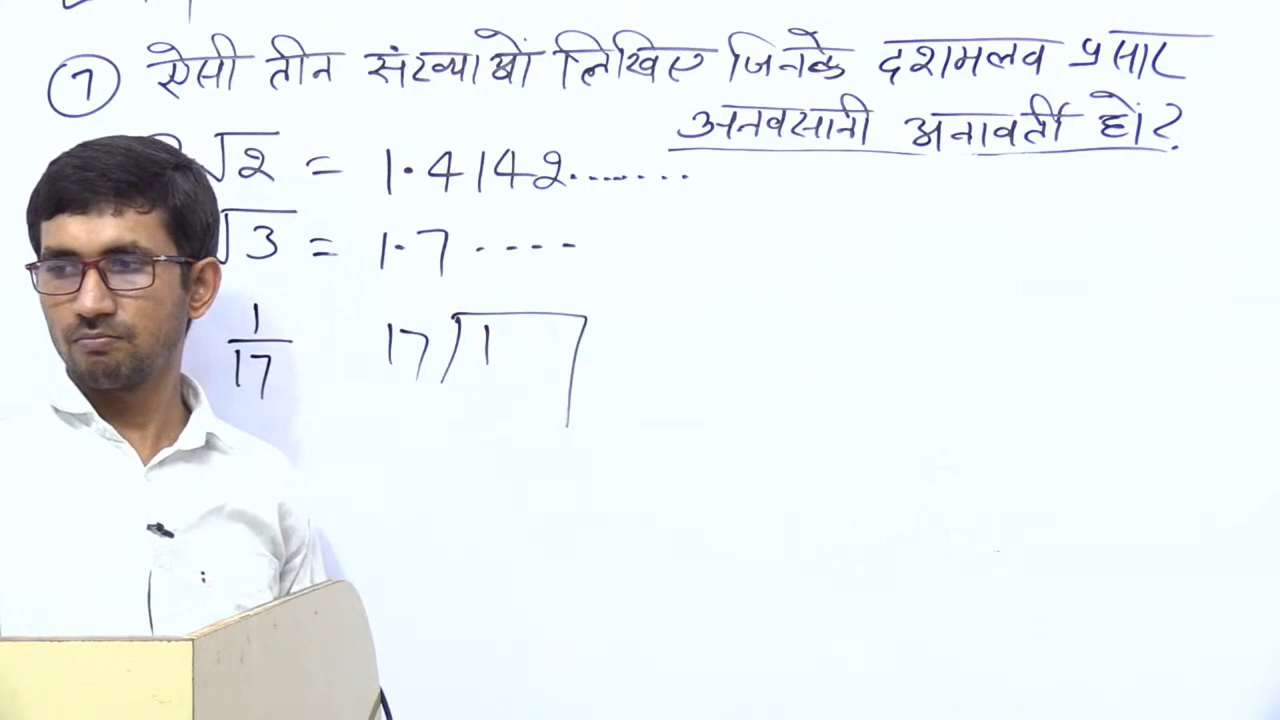 ⑦ ऐसी तीन संख्याओं लिखिए जिनके दशमलव प्रसार
अनवसानी अनावर्ती हों?
√2 = 1.4142.......
√3 = 1.7 ....
1/17 17)1